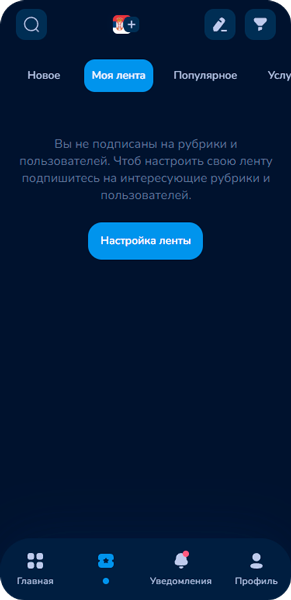 Новое
Моя лента
Популярное
Услу
Вы не подписаны на рубрики и
пользователей. Чтоб настроить свою ленту
подпишитесь на интересующие рубрики и
пользователей.
Настройка ленты
Главная
Уведомления
Профиль